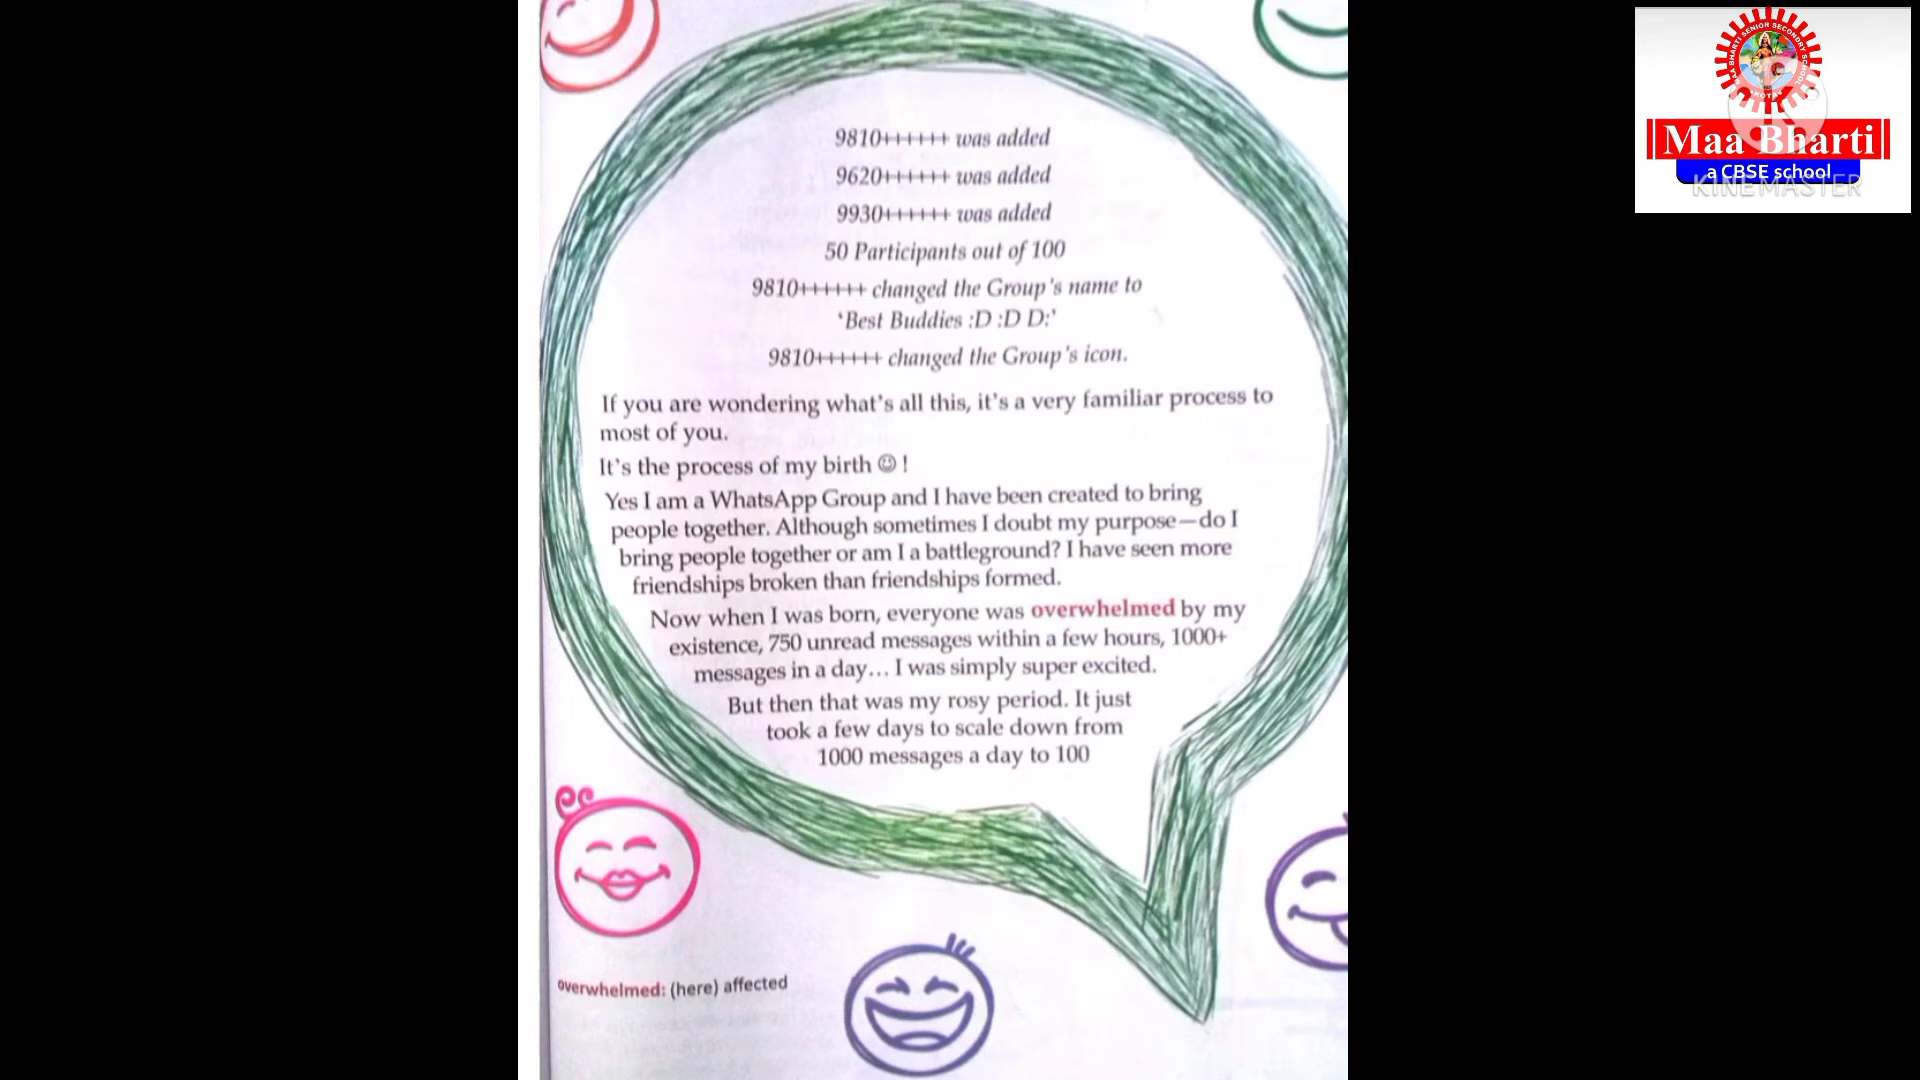 9810++++++ was added
9620++++++ was added
9930++++++ was added
50 Participants out of 100
9810++++++ changed the Group's name to
'Best Buddies :D :D D:'
9810++++++ changed the Group's icon.
If you are wondering what's all this, it's a very familiar process to
most of you.
It's the process of my birth ☺ !
Yes I am a WhatsApp Group and I have been created to bring
people together. Although sometimes I doubt my purpose—do I
bring people together or am I a battleground? I have seen more
friendships broken than friendships formed.
Now when I was born, everyone was overwhelmed by my
existence, 750 unread messages within a few hours, 1000+
messages in a day... I was simply super excited.
But then that was my rosy period. It just
took a few days to scale down from
1000 messages a day to 100
overwhelmed: (here) affected
MAA BHARTI SENIOR SECONDRY SCHOOL
KOTA
Maa Bharti
a CBSE school
KINEMASTER